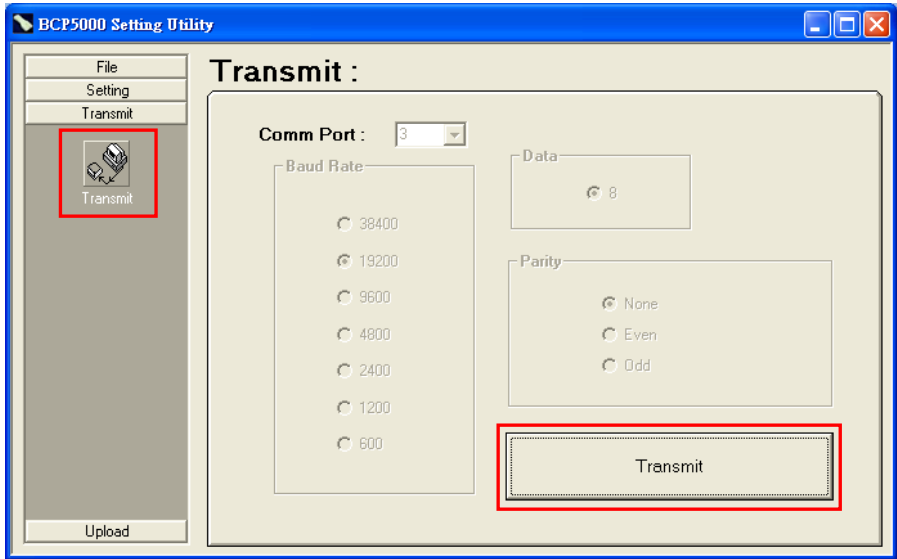 BCP5000 Setting Utility
File
Setting
Transmit
Transmit
Upload
Transmit :
Comm Port : 3
Baud Rate
38400
19200
9600
4800
2400
1200
600
Data
8
Parity
None
Even
Odd
Transmit